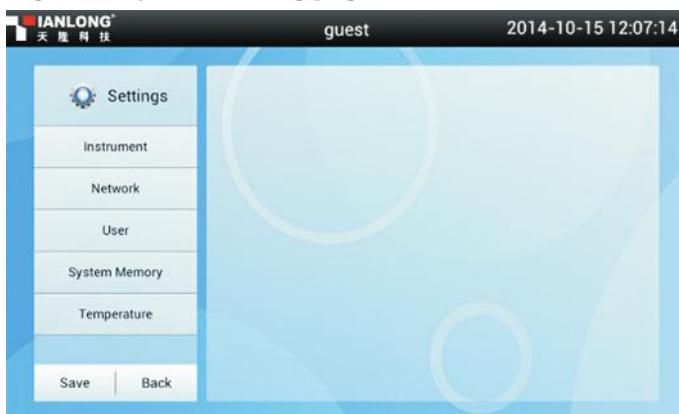 TIANLONG
天隆科技
guest
2014-10-15 12:07:14
Settings
Instrument
Network
User
System Memory
Temperature
Save
Back